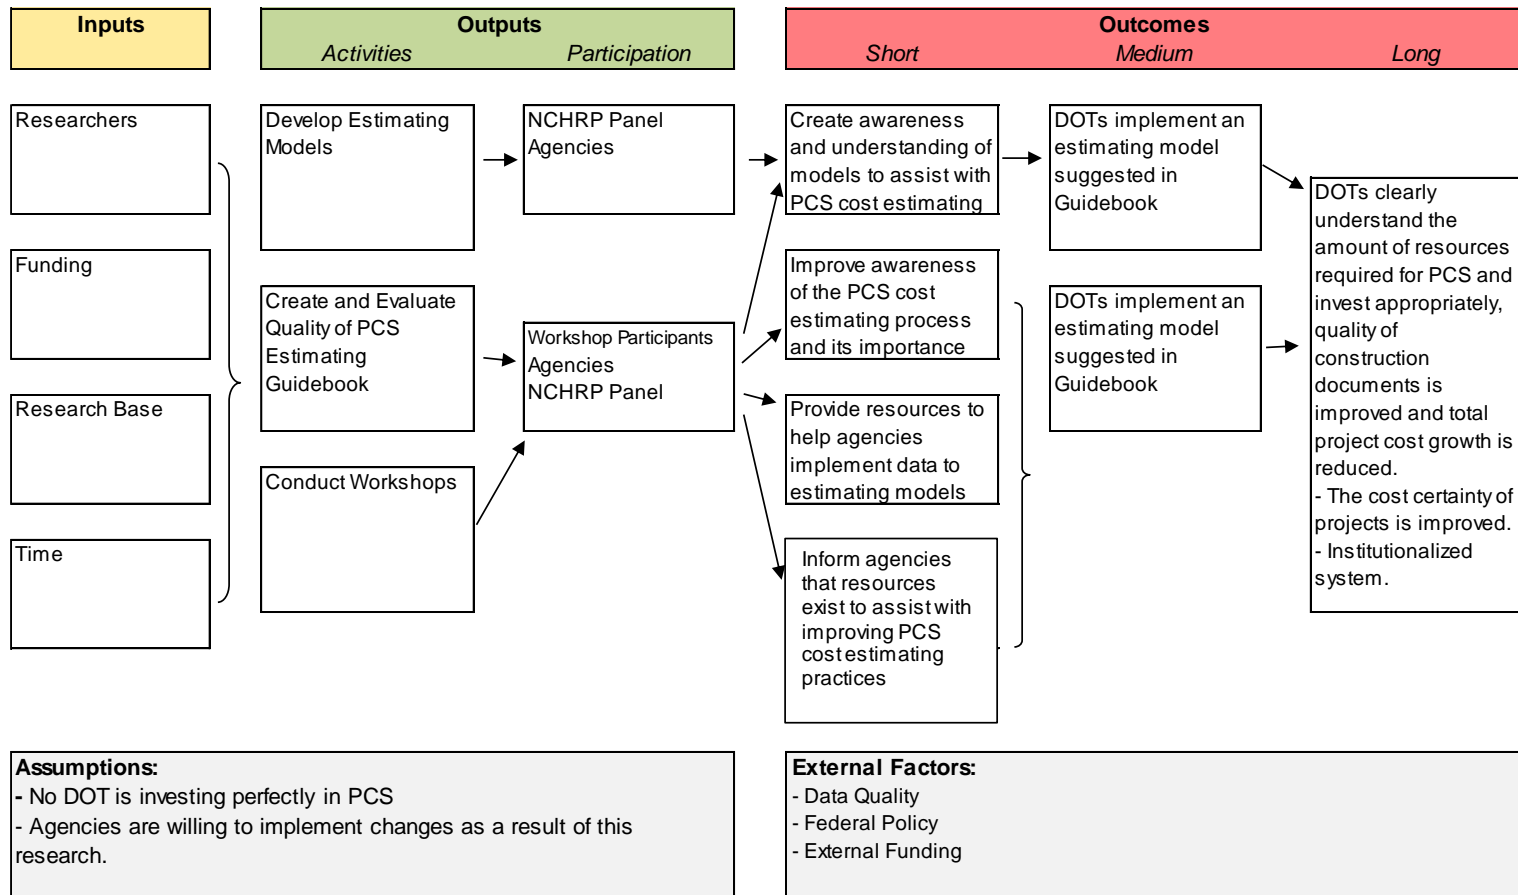 Inputs
Outputs
Activities Participation
Outcomes
Short Medium Long
Researchers
Funding
Research Base
Time
Develop Estimating
Models
Create and Evaluate
Quality of PCS
Estimating
Guidebook
Conduct Workshops
NCHRP Panel
Agencies
Workshop Participants
Agencies
NCHRP Panel
Create awareness
and understanding of
models to assist with
PCS cost estimating
Improve awareness
of the PCS cost
estimating process
and its importance
Provide resources to
help agencies
implement data to
estimating models
Inform agencies
that resources
exist to assist with
improving PCS
cost estimating
practices
DOTs implement an
estimating model
suggested in
Guidebook
DOTs implement an
estimating model
suggested in
Guidebook
DOTs clearly
understand the
amount of resources
required for PCS and
invest appropriately,
quality of
construction
documents is
improved and total
project cost growth is
reduced.
- The cost certainty of
projects is improved.
- Institutionalized
system.
Assumptions:
- No DOT is investing perfectly in PCS
- Agencies are willing to implement changes as a result of this
research.
External Factors:
- Data Quality
- Federal Policy
- External Funding